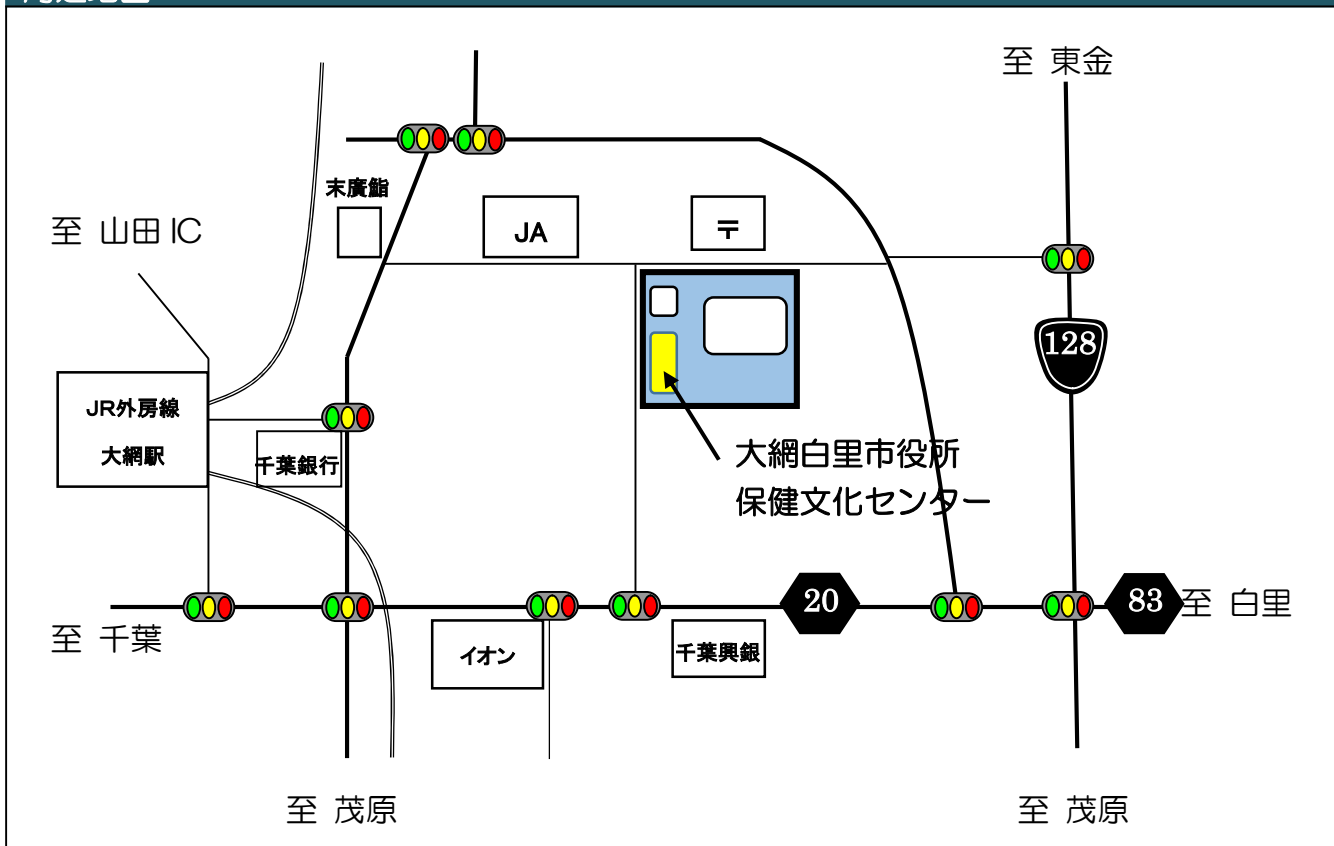 至 東金
末廣鮨
至 山田IC
JA
〒
128
JR外房線
大網駅
千葉銀行
大網白里市役所
保健文化センター
20
83
至 白里
至 千葉
イオン
千葉興銀
至 茂原
至 茂原